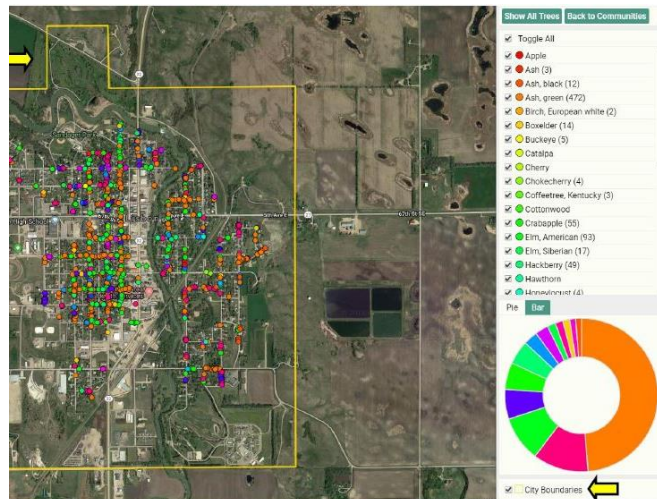 Show All Trees Back to Communities
Toggle All
Apple
Ash (3)
Ash, black (12)
Ash, green (472)
Birch, European white (2)
Boxelder (14)
Buckeye (5)
Catalpa
Cherry
Chokecherry (4)
Coffeetree, Kentucky (3)
Cottonwood
Crabapple (55)
Elm, American (93)
Elm, Siberian (17)
Hackberry (49)
Hawthorn
Honeylocust (4)
Pie Bar
City Boundaries